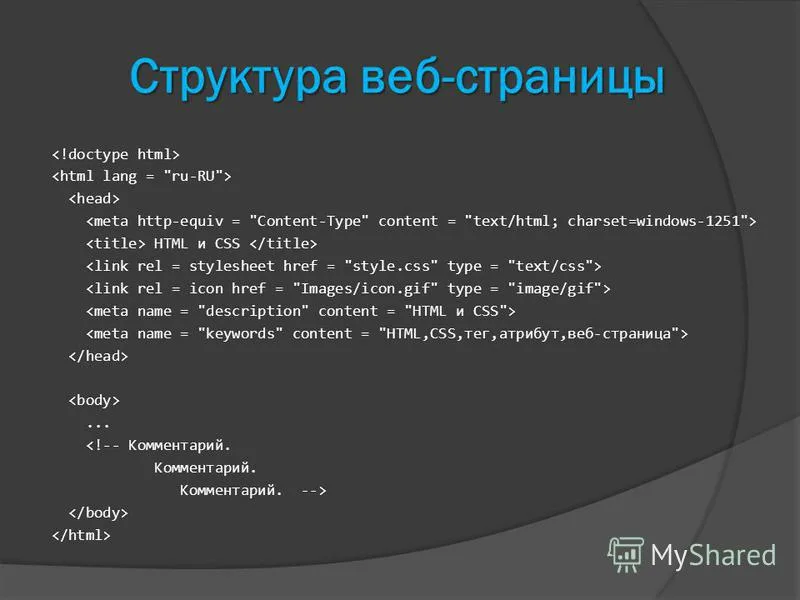 Структура веб-страницы
<!doctype html>
<html lang = "ru-RU">
<head>
<meta http-equiv = "Content-Type" content = "text/html; charset=windows-1251">
<title> HTML и CSS </title>
<link rel = stylesheet href = "style.css" type = "text/css">
<link rel = icon href = "Images/icon.gif" type = "image/gif">
<meta name = "description" content = "HTML и CSS">
<meta name = "keywords" content = "HTML,CSS,тег,атрибут,веб-страница">
</head>
<body>
...
<!-- Комментарий.
Комментарий.
Комментарий. -->
</body>
</html>
MyShared